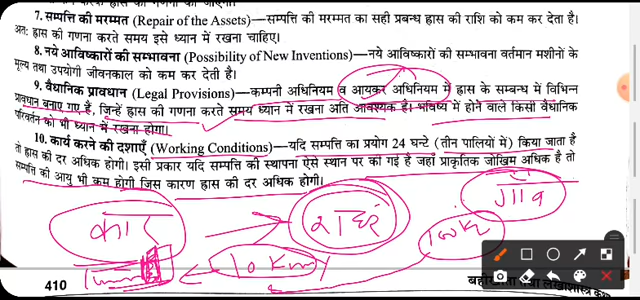 7. सम्पत्ति की मरम्मत (Repair of the Assets)—सम्पत्ति की मरम्मत का सही प्रबन्ध ह्रास की राशि को कम कर देता है।
अतः ह्रास की गणना करते समय इसे ध्यान में रखना चाहिए।
8. नये आविष्कारों की सम्भावना (Possibility of New Inventions)—नये आविष्कारों की सम्भावना वर्तमान मशीनों के
मूल्य तथा उपयोगी जीवनकाल को कम कर देती है।
9. वैधानिक प्रावधान (Legal Provisions)—कम्पनी अधिनियम व आयकर अधिनियम में ह्रास के सम्बन्ध में विभिन्न
प्रावधान बनाए गए हैं, जिन्हें ह्रास की गणना करते समय ध्यान में रखना अति आवश्यक है। भविष्य में होने वाले किसी वैधानिक
परिवर्तन को भी ध्यान में रखना होगा।
10. कार्य करने की दशाएँ (Working Conditions)—यदि सम्पत्ति का प्रयोग 24 घन्टे (तीन पालियों में) किया जाता है
तो ह्रास की दर अधिक होगी। इसी प्रकार यदि सम्पत्ति की स्थापना ऐसे स्थान पर की गई है जहाँ प्राकृतिक जोखिम अधिक है तो
सम्पत्ति की आयु भी कम होगी जिस कारण ह्रास की दर अधिक होगी।
गाव
कार
शहर
10 km
410